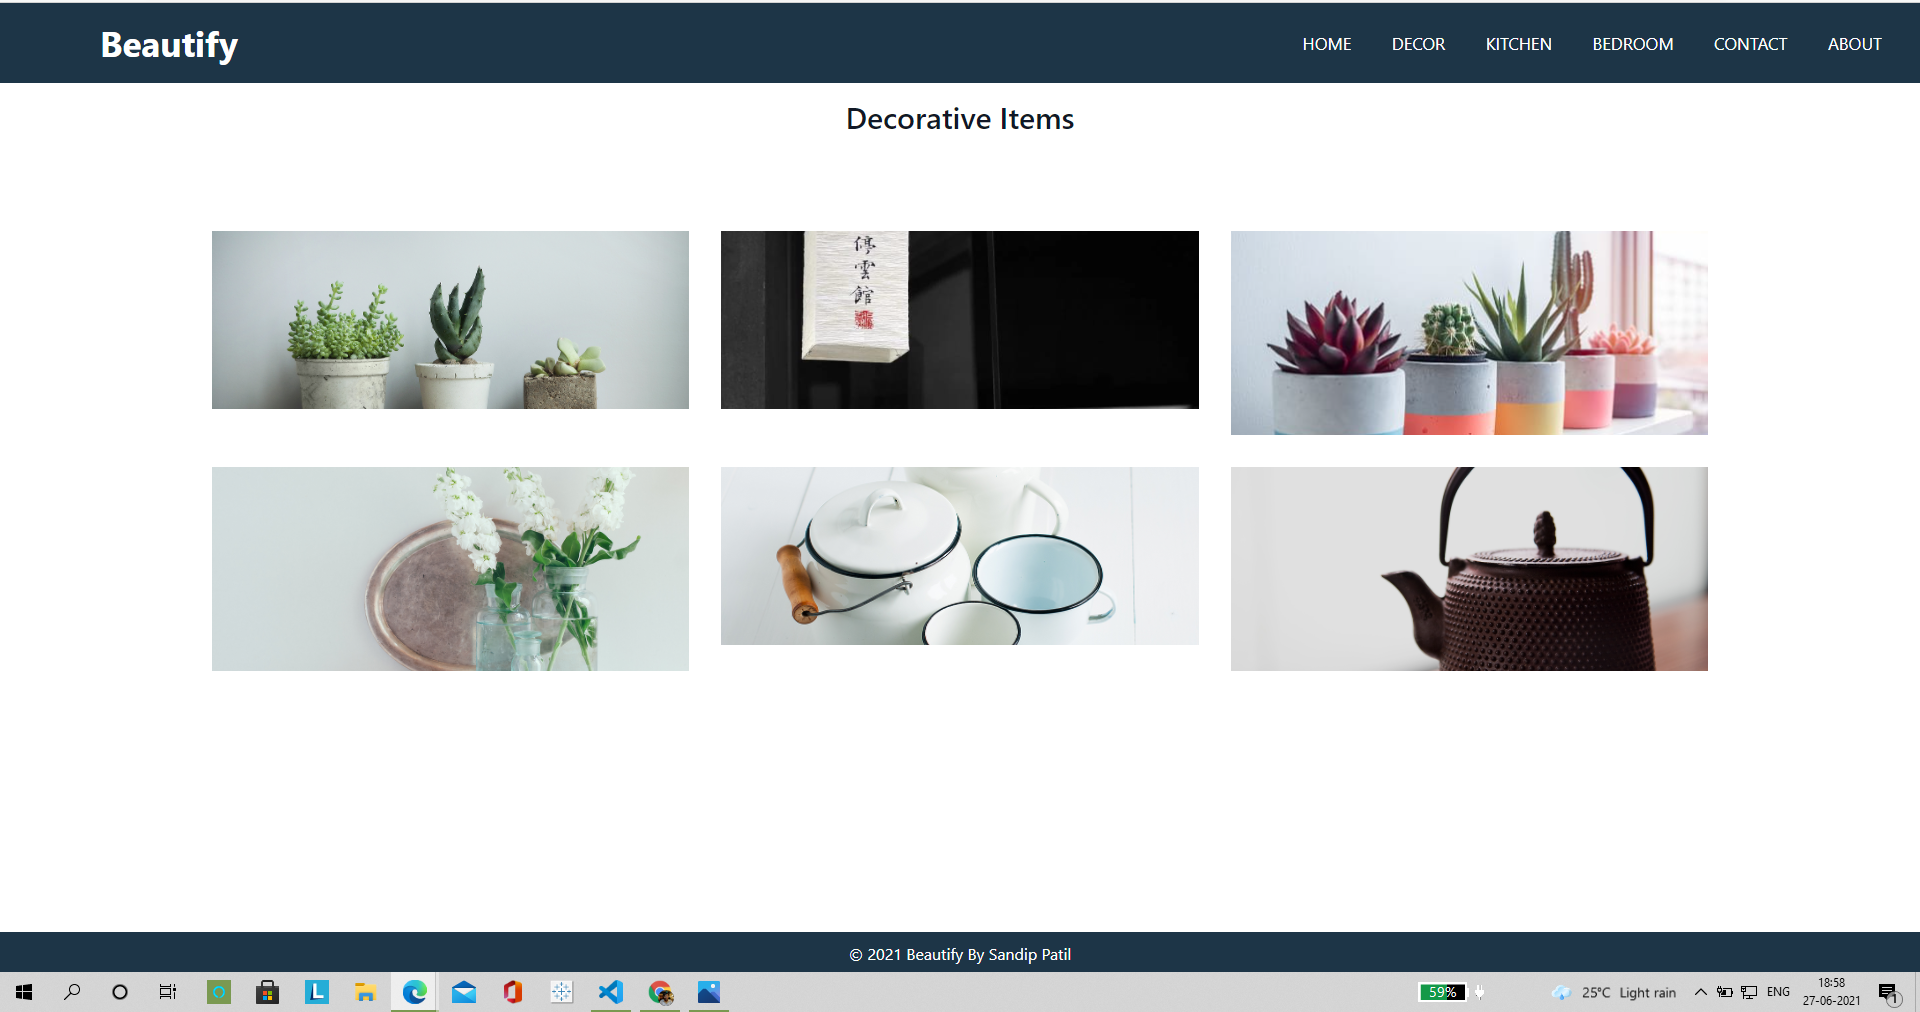 Beautify
HOME DECOR KITCHEN BEDROOM CONTACT ABOUT
Decorative Items
停
雲
館
© 2021 Beautify By Sandip Patil
59%
25°C Light rain
ENG
18:58
27-06-2021
1